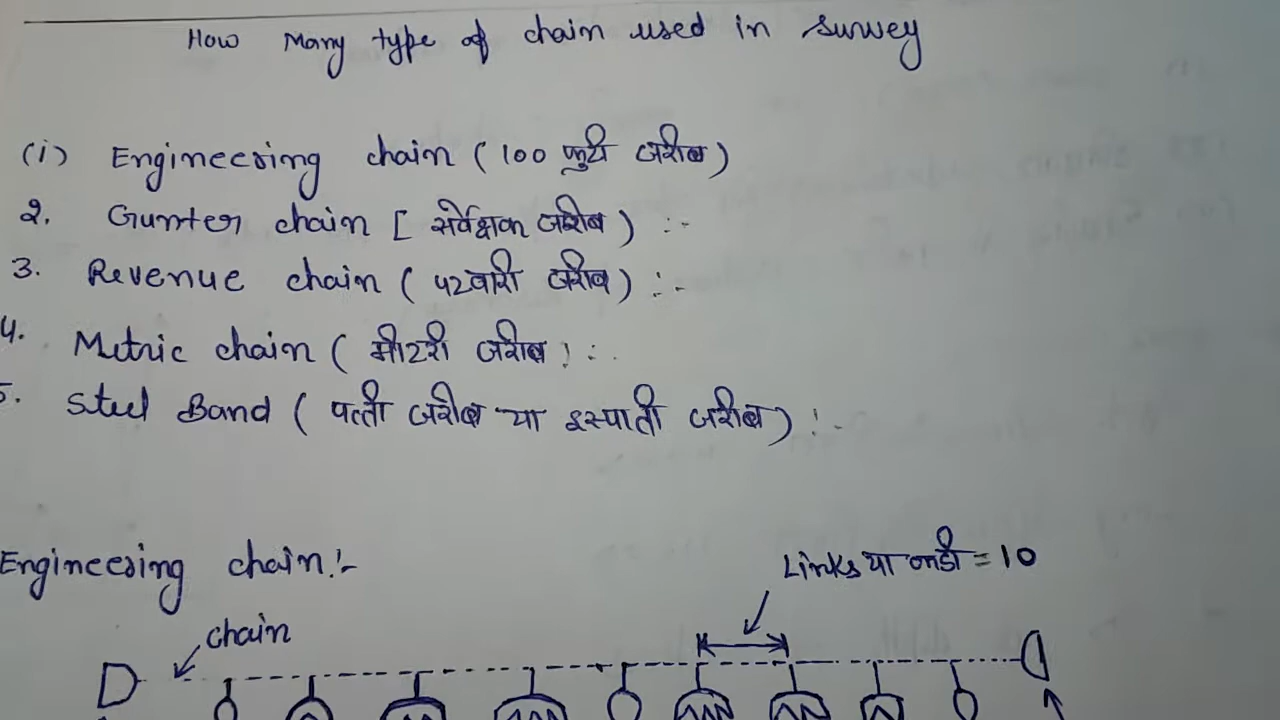 How Many type of chain used in survey
(i) Engineering chain ( 100 फुटी जरीब )
2. Gunter chain [ सर्वेक्षक जरीब ) :-
3. Revenue chain ( पटवारी जरीब ) :-
4. Metric chain ( मीटरी जरीब ) :-
5. Steel Band ( पत्ती जरीब या इस्पाती जरीब ) :-
Engineering chain :-
Links या कडी = 10
chain